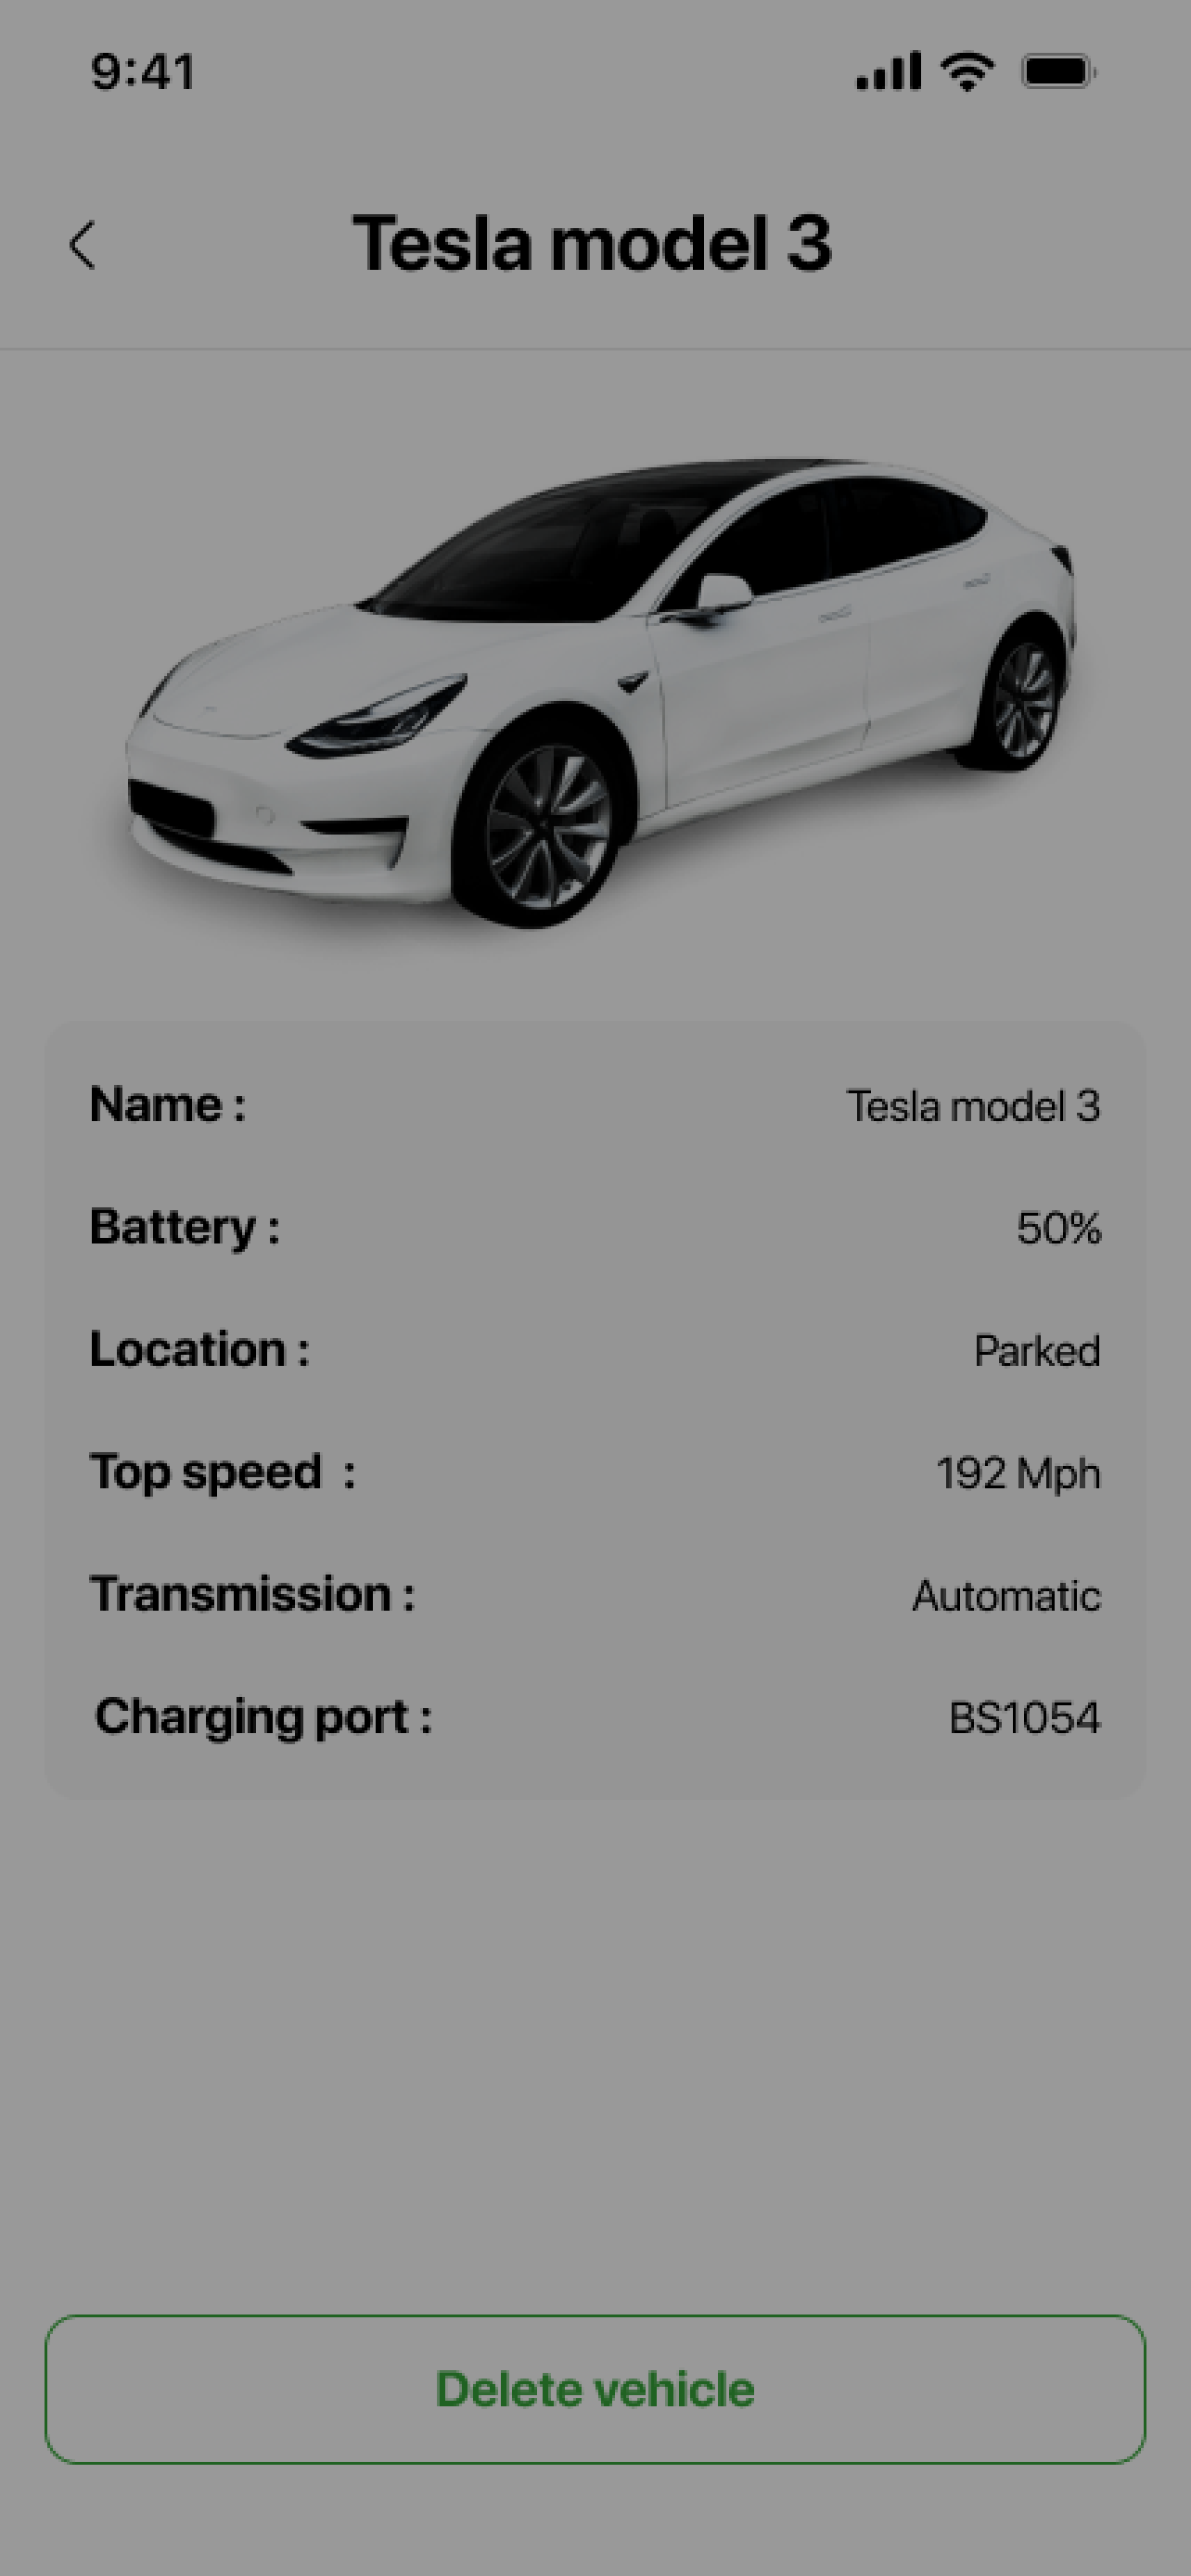 9:41
Tesla model 3
Name : Tesla model 3
Battery : 50%
Location : Parked
Top speed : 192 Mph
Transmission : Automatic
Charging port : BS1054
Delete vehicle